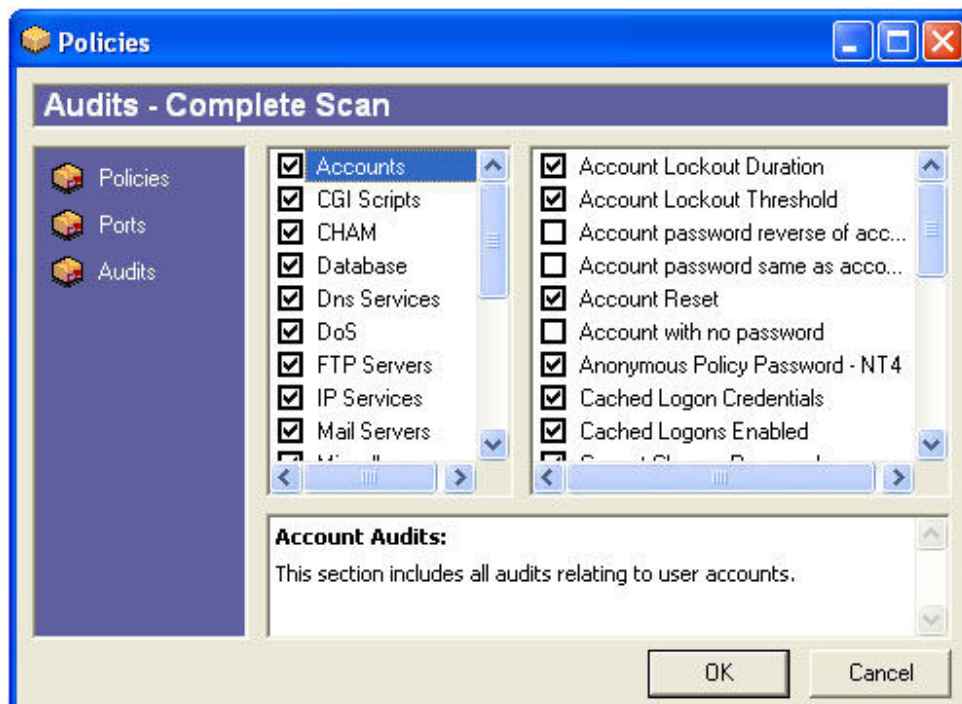 Policies
Audits - Complete Scan
Policies
Ports
Audits
Accounts
CGI Scripts
CHAM
Database
Dns Services
DoS
FTP Servers
IP Services
Mail Servers
Account Lockout Duration
Account Lockout Threshold
Account password reverse of acc...
Account password same as acco...
Account Reset
Account with no password
Anonymous Policy Password - NT4
Cached Logon Credentials
Cached Logons Enabled
Account Audits:
This section includes all audits relating to user accounts.
OK
Cancel